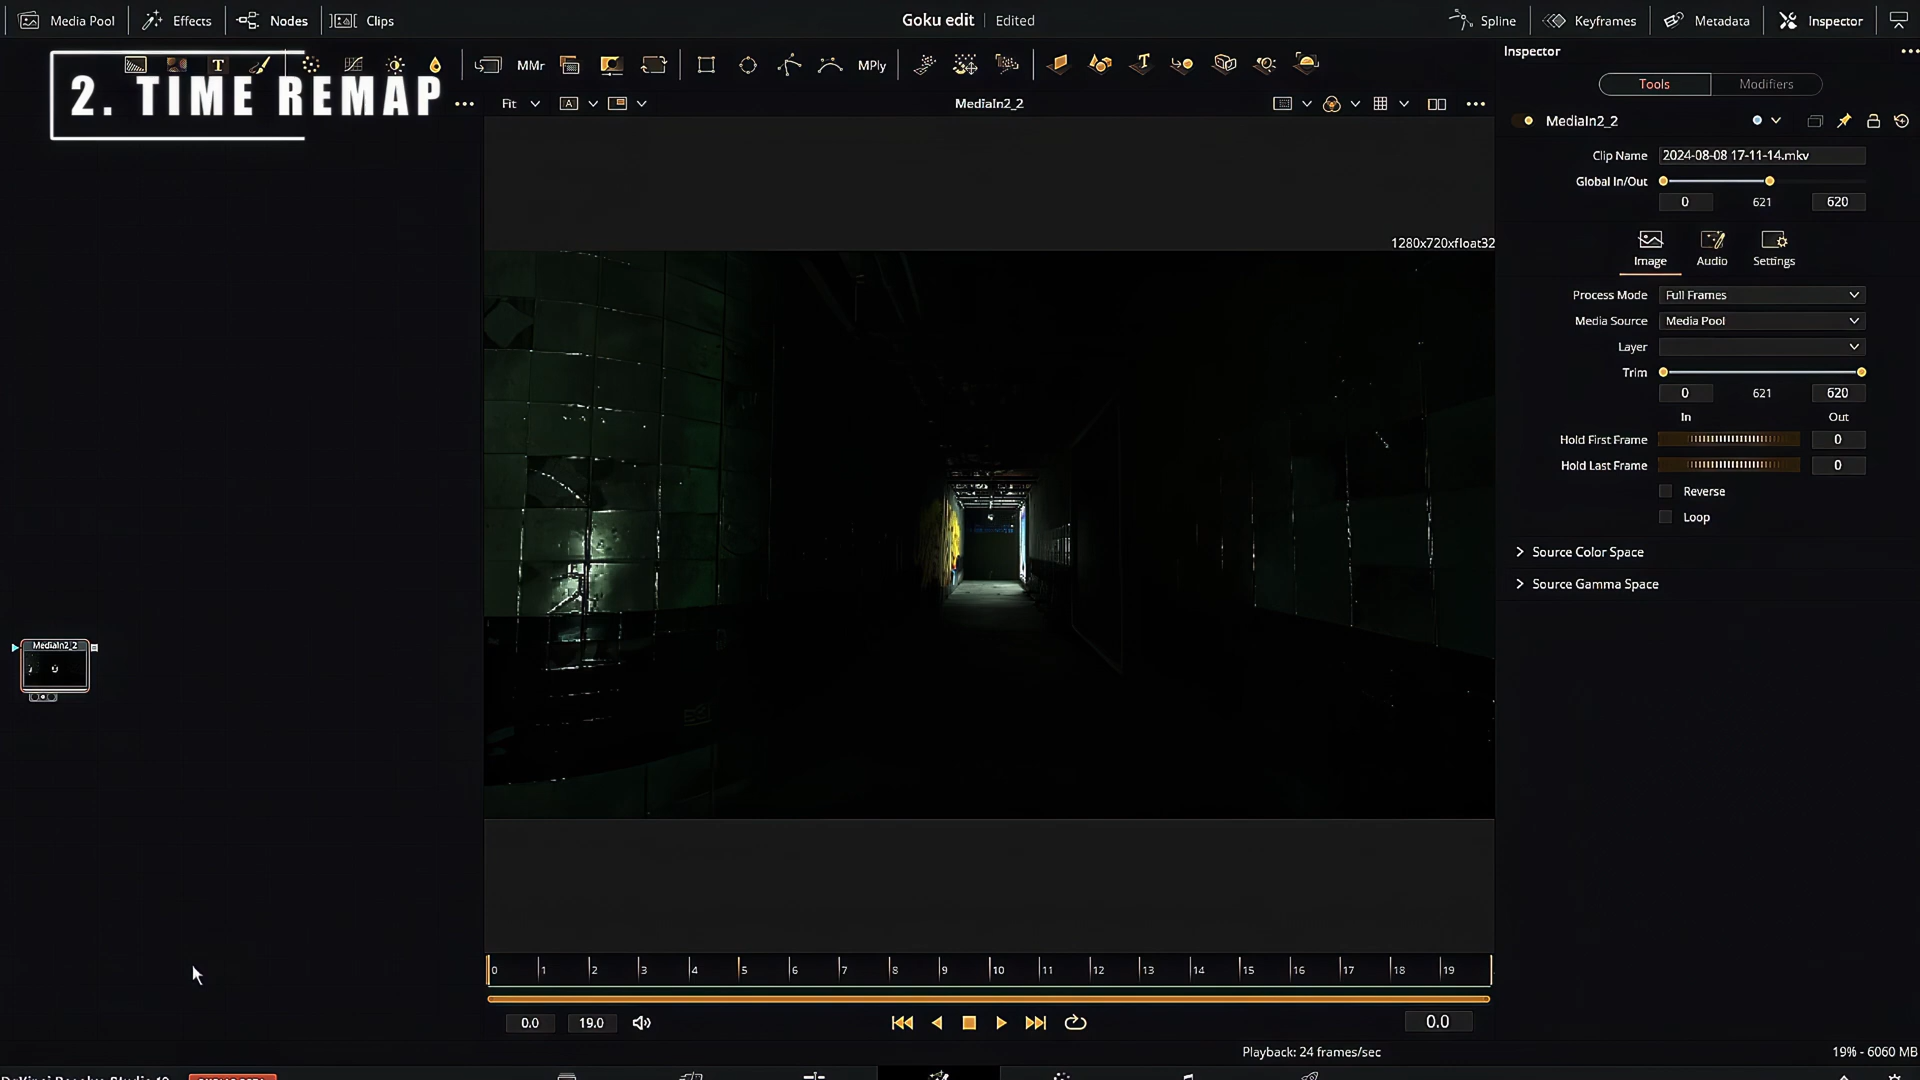 Media Pool
Effects
Nodes
Clips
Goku edit
Edited
Spline
Keyframes
Metadata
Inspector
2. TIME REMAP
T
MMr
MPly
T
Inspector
Tools
Modifiers
Fit
A
MediaIn2_2
MediaIn2_2
Clip Name
2024-08-08 17-11-14.mkv
Global In/Out
0
621
620
1280x720xfloat32
Image
Audio
Settings
Process Mode
Full Frames
Media Source
Media Pool
Layer
Trim
0
621
620
In
Out
Hold First Frame
0
Hold Last Frame
0
Reverse
Loop
Source Color Space
Source Gamma Space
MediaIn2_2
0 1 2 3 4 5 6 7 8 9 10 11 12 13 14 15 16 17 18 19
0.0
19.0
0.0
Playback: 24 frames/sec
19% - 6060 MB